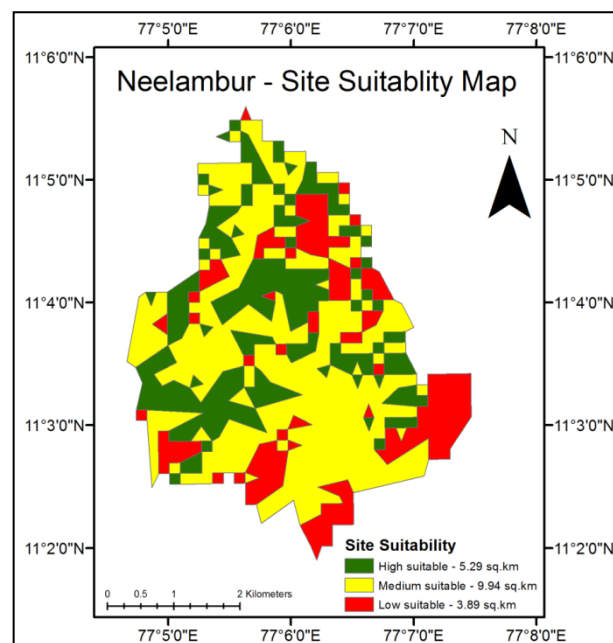 77°5'0"E 77°6'0"E 77°7'0"E 77°8'0"E
11°6'0"N 11°6'0"N
Neelambur - Site Suitablity Map
N
11°5'0"N 11°5'0"N
11°4'0"N 11°4'0"N
11°3'0"N 11°3'0"N
11°2'0"N 11°2'0"N
Site Suitability
High suitable - 5.29 sq.km
Medium suitable - 9.94 sq.km
Low suitable - 3.89 sq.km
0 0.5 1 2 Kilometers
77°5'0"E 77°6'0"E 77°7'0"E 77°8'0"E